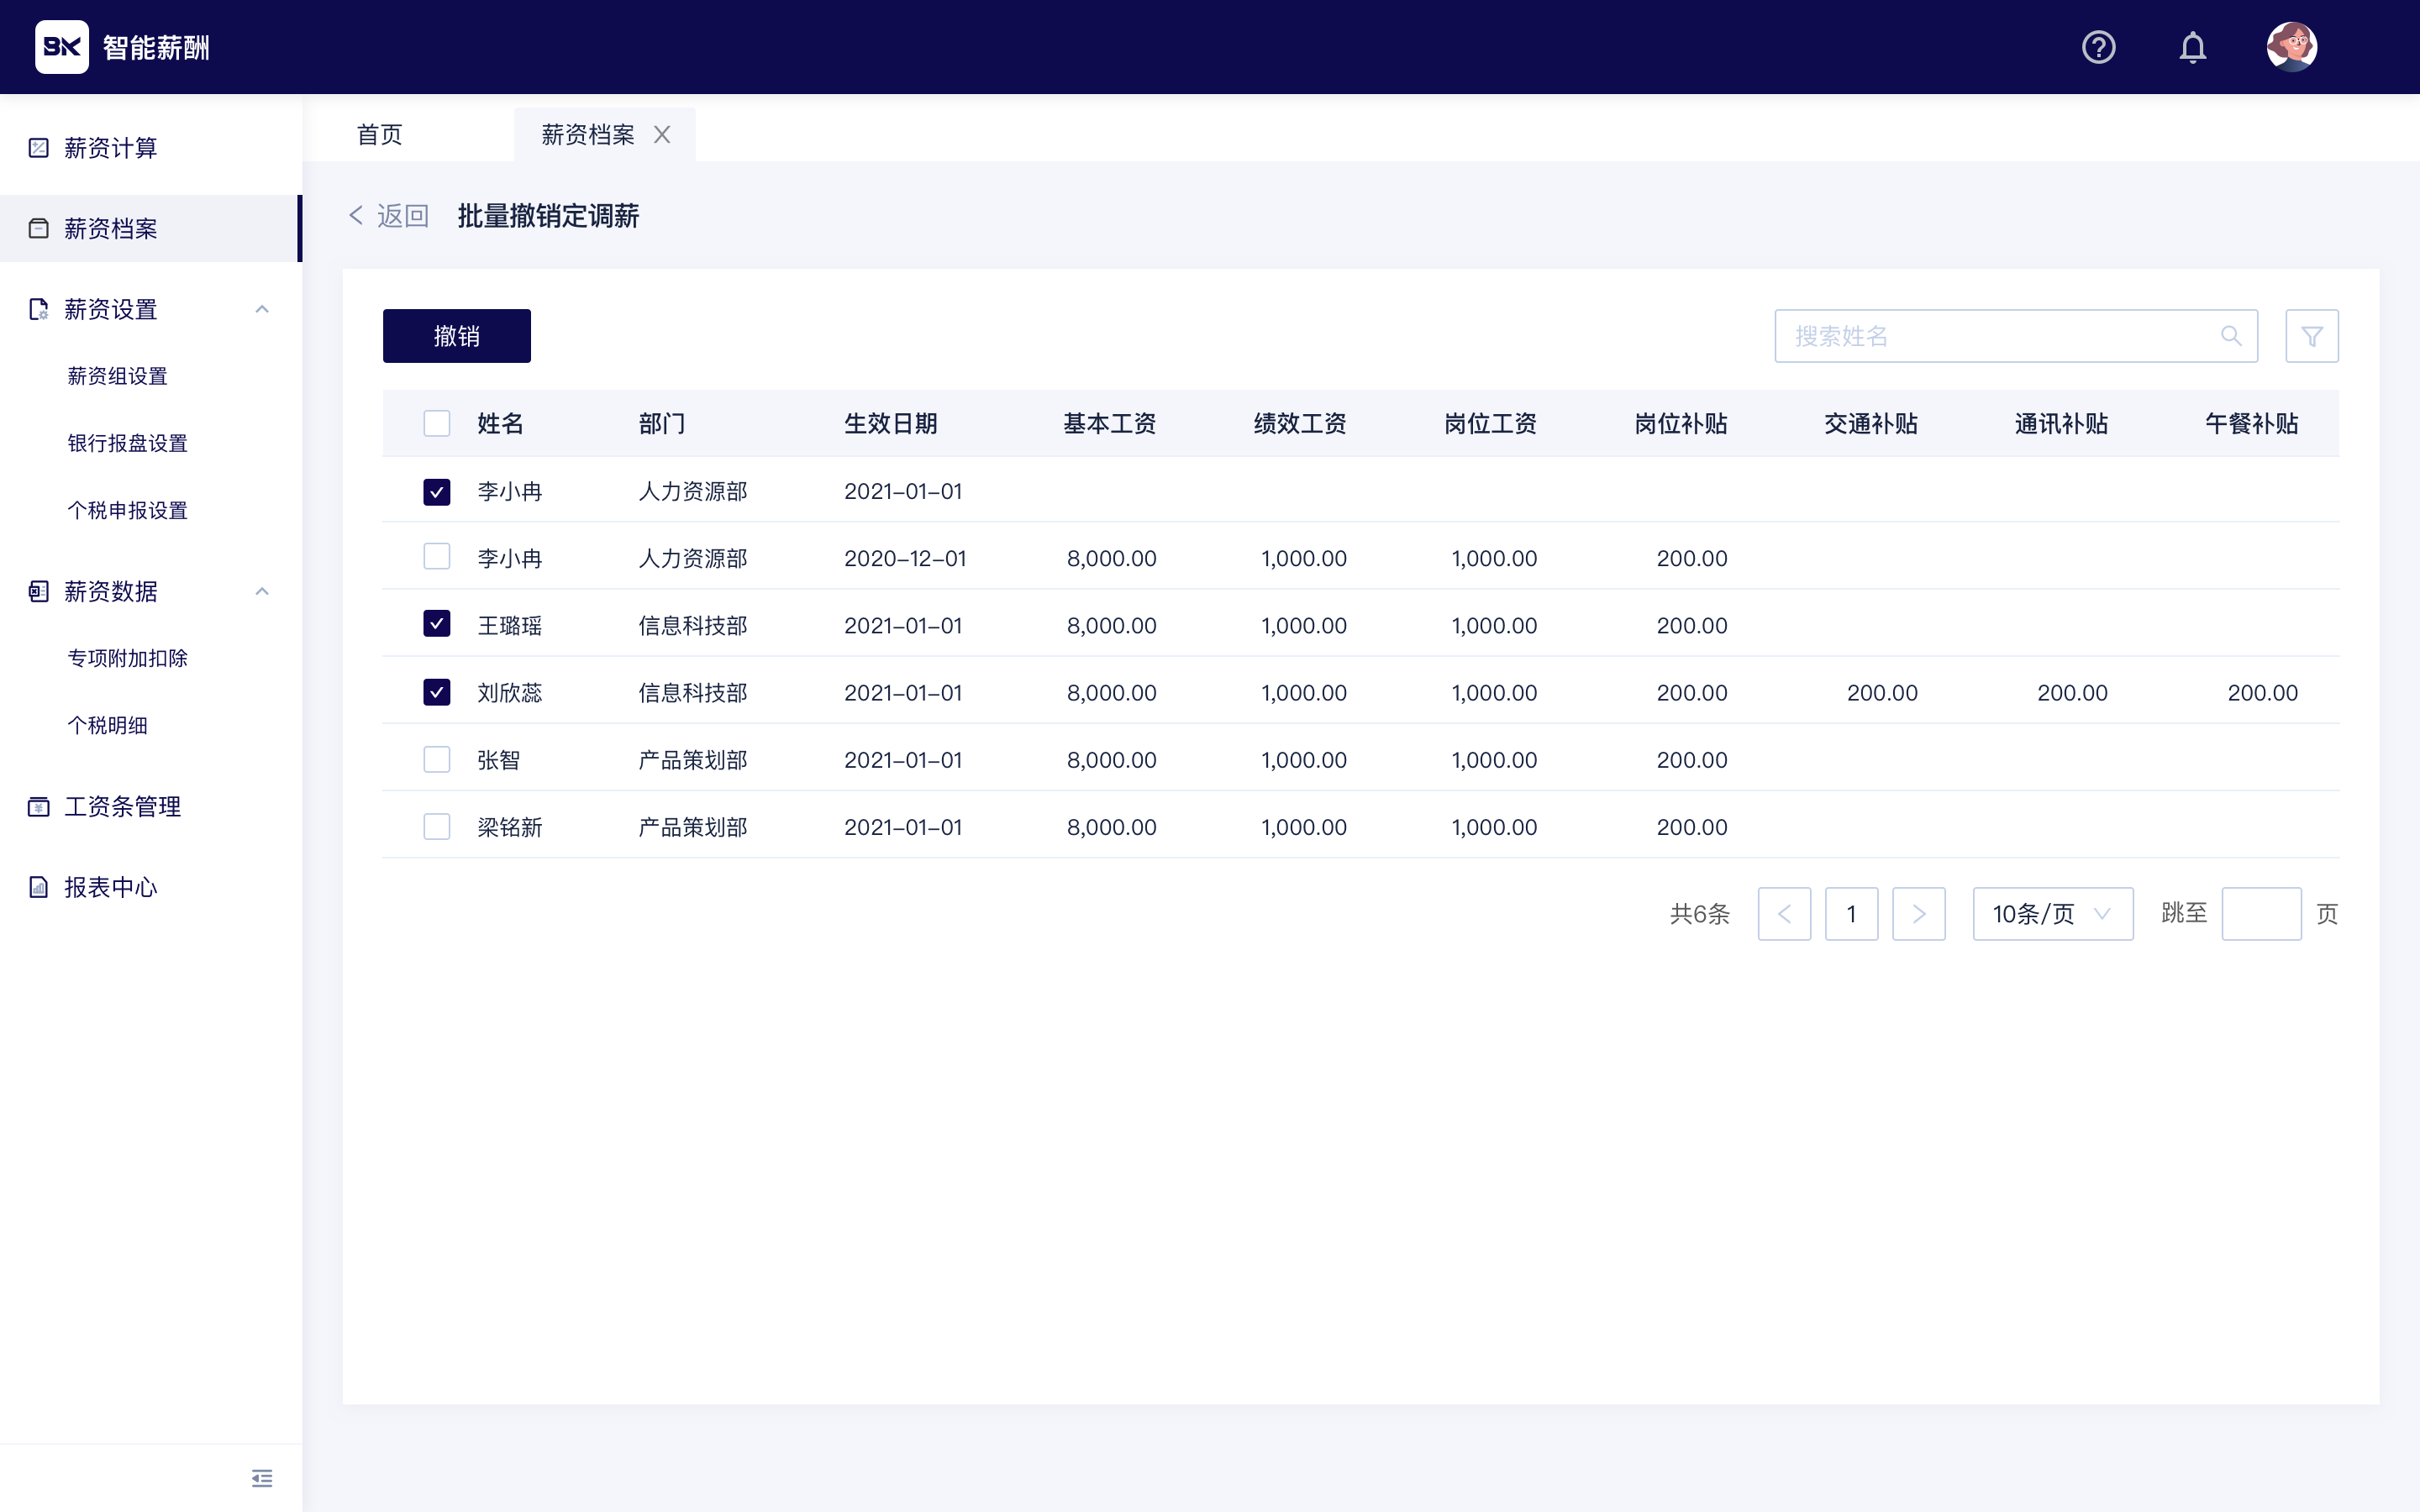 BK 智能薪酬
首页 薪资档案
薪资计算
薪资档案
薪资设置
薪资组设置
银行报盘设置
个税申报设置
薪资数据
专项附加扣除
个税明细
工资条管理
报表中心
返回 批量撤销定调薪
撤销 搜索姓名
姓名 部门 生效日期 基本工资 绩效工资 岗位工资 岗位补贴 交通补贴 通讯补贴 午餐补贴
李小冉 人力资源部 2021-01-01
李小冉 人力资源部 2020-12-01 8,000.00 1,000.00 1,000.00 200.00
王璐瑶 信息科技部 2021-01-01 8,000.00 1,000.00 1,000.00 200.00
刘欣蕊 信息科技部 2021-01-01 8,000.00 1,000.00 1,000.00 200.00 200.00 200.00 200.00
张智 产品策划部 2021-01-01 8,000.00 1,000.00 1,000.00 200.00
梁铭新 产品策划部 2021-01-01 8,000.00 1,000.00 1,000.00 200.00
共6条 1 10条/页 跳至 页